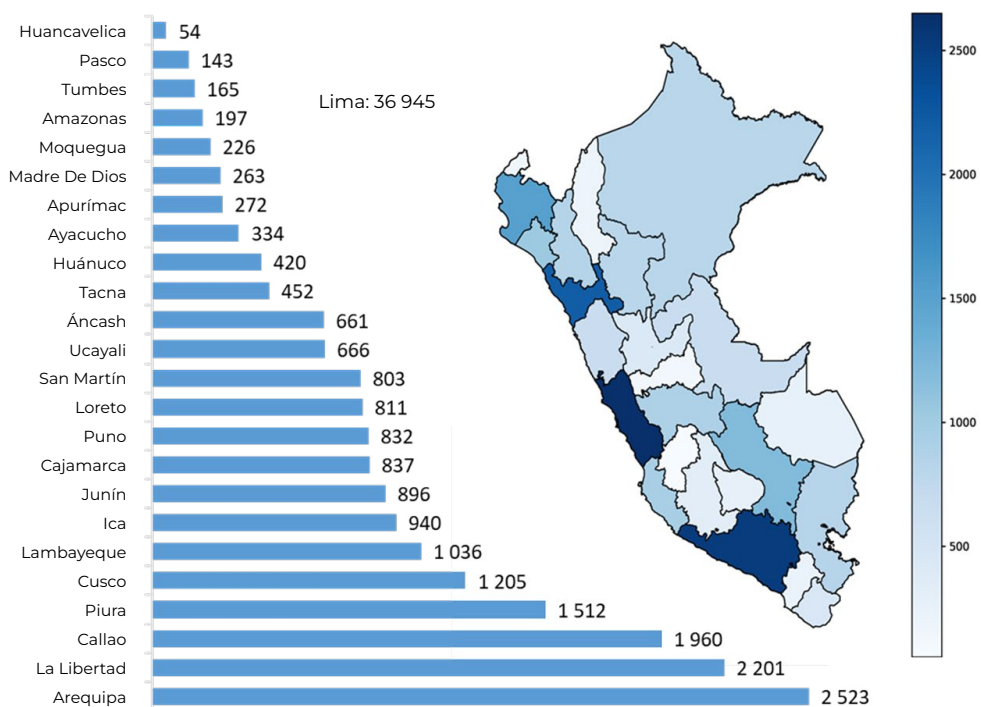 Huancavelica 54
Pasco 143
Tumbes 165
Amazonas 197
Lima: 36 945
Moquegua 226
Madre De Dios 263
Apurímac 272
Ayacucho 334
Huánuco 420
Tacna 452
Áncash 661
Ucayali 666
San Martín 803
Loreto 811
Puno 832
Cajamarca 837
Junín 896
Ica 940
Lambayeque 1 036
Cusco 1 205
Piura 1 512
Callao 1 960
La Libertad 2 201
Arequipa 2 523
2500
2000
1500
1000
500